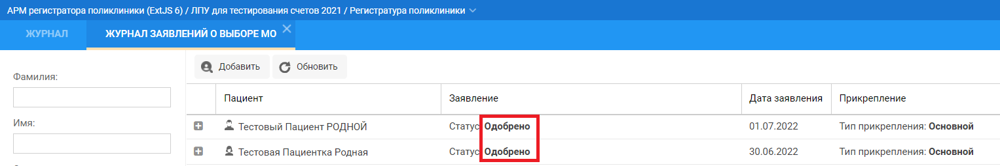 АРМ регистратора поликлиники (ExtJS 6) / ЛПУ для тестирования счетов 2021 / Регистратура поликлиники
ЖУРНАЛ ЖУРНАЛ ЗАЯВЛЕНИЙ О ВЫБОРЕ МО
Добавить Обновить
Фамилия:
Пациент Заявление Дата заявления Прикрепление
Имя:
Тестовый Пациент РОДНОЙ Статус Одобрено 01.07.2022 Тип прикрепления: Основной
Тестовая Пациентка Родная Статус Одобрено 30.06.2022 Тип прикрепления: Основной